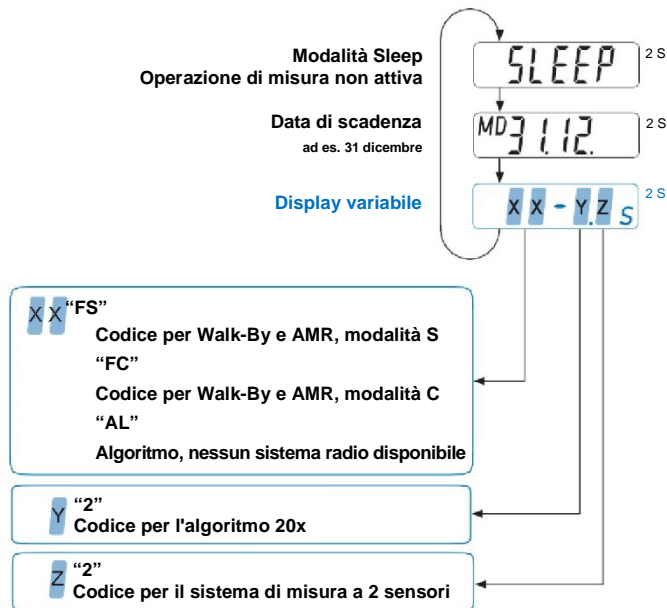 Modalità Sleep
Operazione di misura non attiva
SLEEP 2 S
Data di scadenza
ad es. 31 dicembre
MD 31.12. 2 S
Display variabile
X X - Y.Z S 2 S
X X “FS”
Codice per Walk-By e AMR, modalità S
“FC”
Codice per Walk-By e AMR, modalità C
“AL”
Algoritmo, nessun sistema radio disponibile
Y “2”
Codice per l'algoritmo 20x
Z “2”
Codice per il sistema di misura a 2 sensori